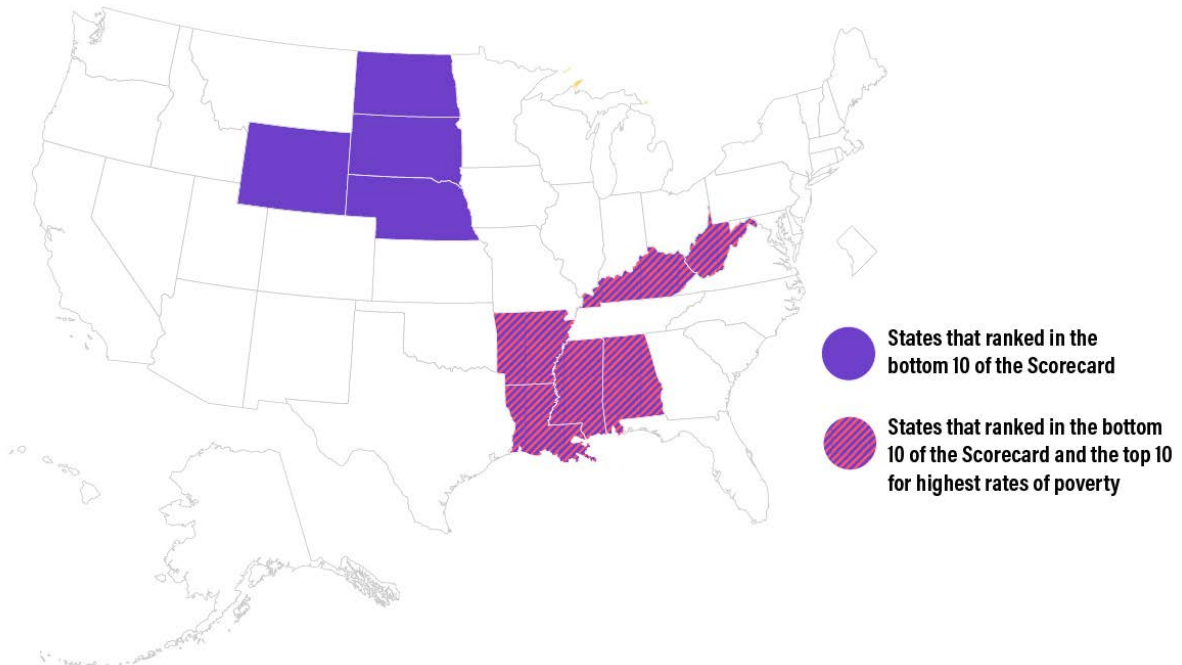 States that ranked in the
bottom 10 of the Scorecard
States that ranked in the bottom
10 of the Scorecard and the top 10
for highest rates of poverty